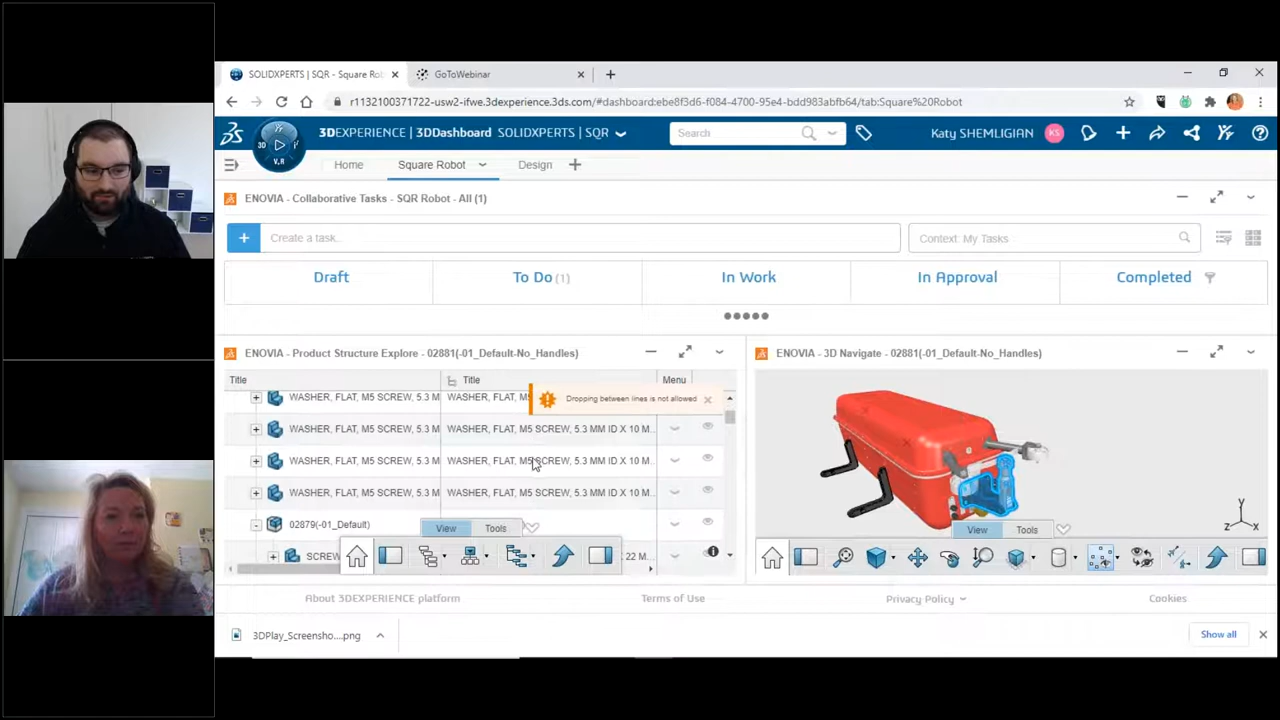 SOLIDXPERTS | SQR - Square Rob
GoToWebinar
r1132100371722-usw2-ifwe.3dexperience.3ds.com/#dashboard:ebe8f3d6-f084-4700-95e4-bdd983abfb64/tab:Square%20Robot
3DEXPERIENCE | 3DDashboard SOLIDXPERTS | SQR
Search
Katy SHEMLIGIAN KS
3D
V.R
Home
Square Robot
Design
ENOVIA - Collaborative Tasks - SQR Robot - All (1)
Create a task..
Context: My Tasks
Draft
To Do (1)
In Work
In Approval
Completed
ENOVIA - Product Structure Explore - 02881(-01_Default-No_Handles)
ENOVIA - 3D Navigate - 02881(-01_Default-No_Handles)
Title
Title
Menu
Dropping between lines is not allowed
WASHER, FLAT, M5 SCREW, 5.3 M WASHER, FLAT, M5
WASHER, FLAT, M5 SCREW, 5.3 M WASHER, FLAT, M5 SCREW, 5.3 MM ID X 10 M...
WASHER, FLAT, M5 SCREW, 5.3 M WASHER, FLAT, M5 SCREW, 5.3 MM ID X 10 M...
WASHER, FLAT, M5 SCREW, 5.3 M WASHER, FLAT, M5 SCREW, 5.3 MM ID X 10 M...
02879(-01_Default)
View
Tools
SCREW
22 M...
View
Tools
Y
Z
X
About 3DEXPERIENCE platform
Terms of Use
Privacy Policy
Cookies
3DPlay_Screensho....png
Show all